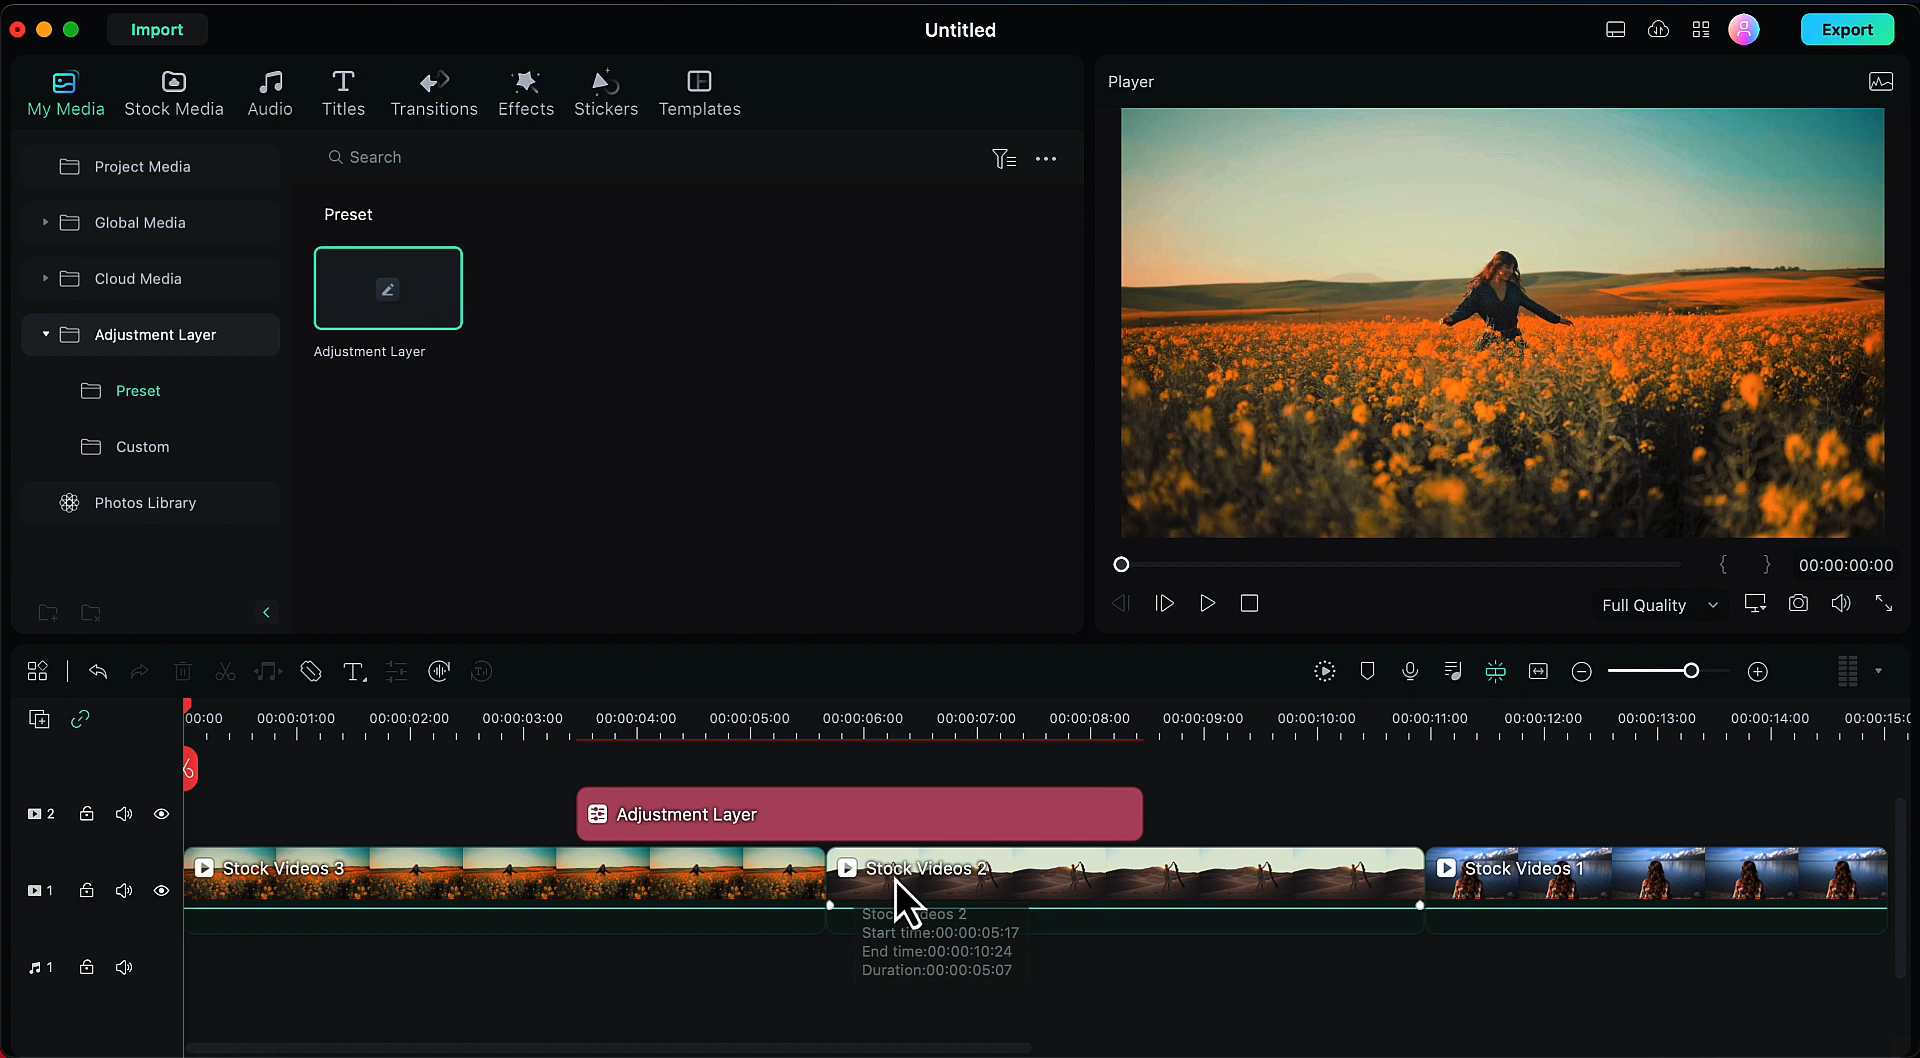 Import
Untitled
Export
My Media
Stock Media
Audio
Titles
Transitions
Effects
Stickers
Templates
Player
Project Media
Global Media
Cloud Media
Adjustment Layer
Preset
Custom
Photos Library
Search
Preset
Adjustment Layer
00:00:00:00
Full Quality
00:00 00:00:01:00 00:00:02:00 00:00:03:00 00:00:04:00 00:00:05:00 00:00:06:00 00:00:07:00 00:00:08:00 00:00:09:00 00:00:10:00 00:00:11:00 00:00:12:00 00:00:13:00 00:00:14:00 00:00:15:0
2
Adjustment Layer
Stock Videos 3
Stock Videos 2
Stock Videos 1
1
Start time:00:00:05:17
End time:00:00:10:24
Duration:00:00:05:07
1